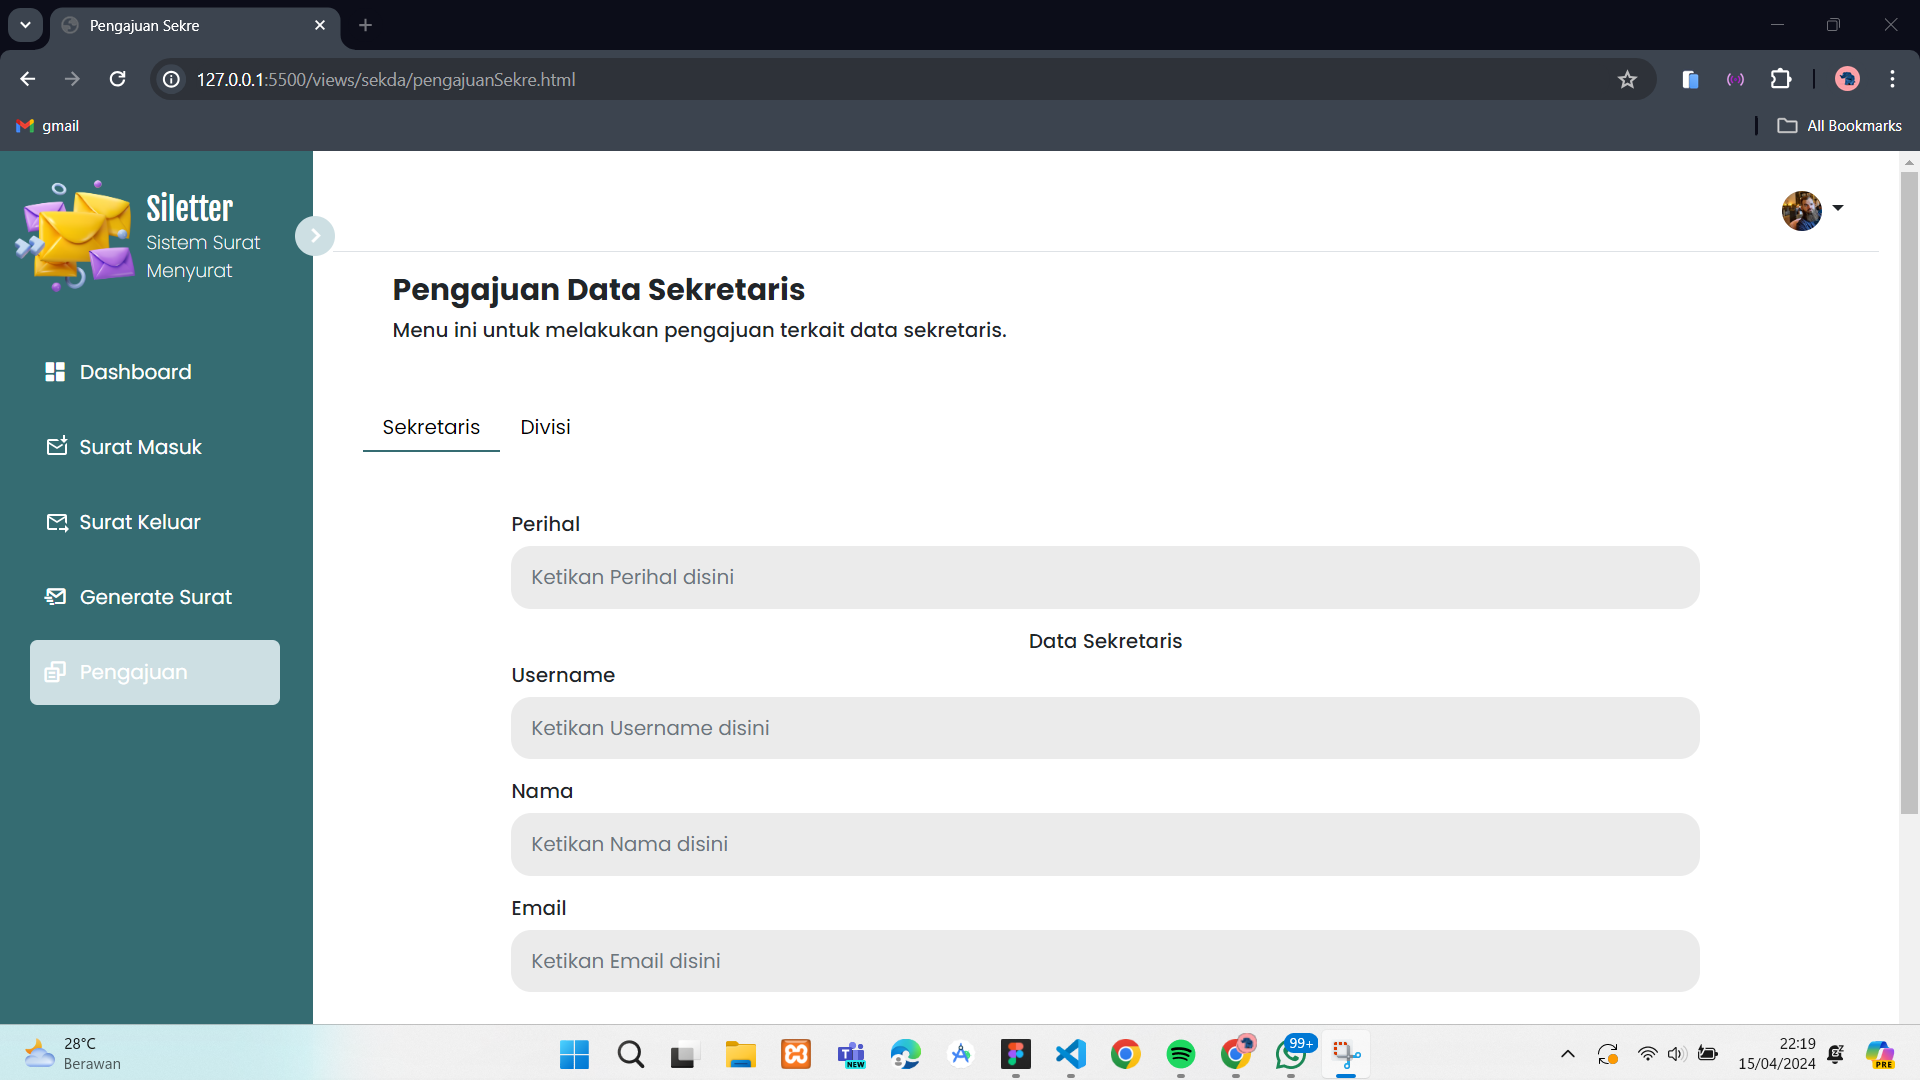 Pengajuan Sekre
127.0.0.1:5500/views/sekda/pengajuanSekre.html
gmail
All Bookmarks
Siletter
Sistem Surat
Menyurat
Dashboard
Surat Masuk
Surat Keluar
Generate Surat
Pengajuan
Pengajuan Data Sekretaris
Menu ini untuk melakukan pengajuan terkait data sekretaris.
Sekretaris
Divisi
Perihal
Ketikan Perihal disini
Data Sekretaris
Username
Ketikan Username disini
Nama
Ketikan Nama disini
Email
Ketikan Email disini
28°C
Berawan
NEW
99+
22:19
15/04/2024
PRE